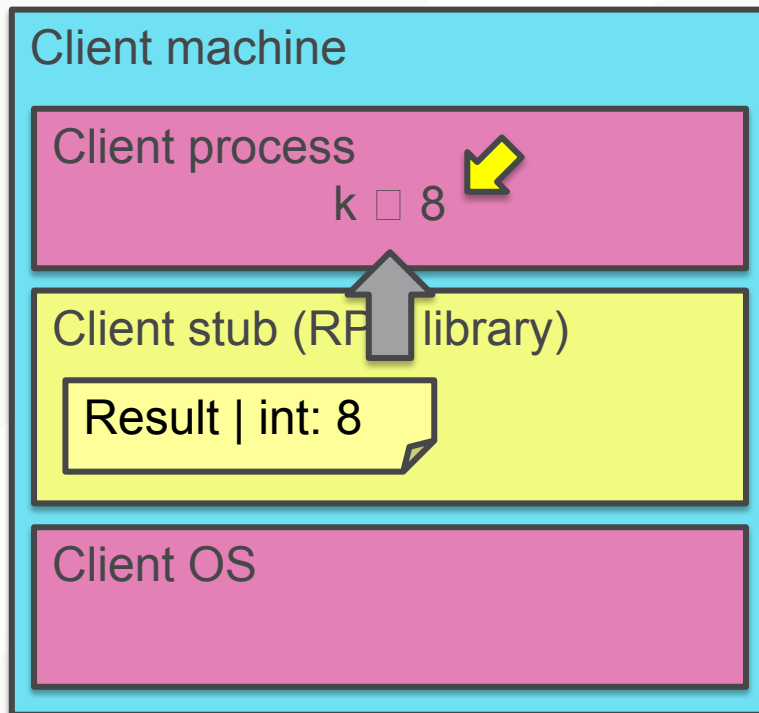 Client machine
Client process
k □ 8
Client stub (RP library)
Result | int: 8
Client OS